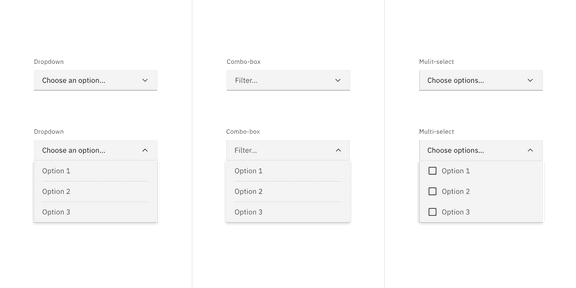 Dropdown
Choose an option...
Combo-box
Filter...
Mulit-select
Choose options...
Dropdown
Choose an option...
Option 1
Option 2
Option 3
Combo-box
Filter...
Option 1
Option 2
Option 3
Multi-select
Choose options...
Option 1
Option 2
Option 3